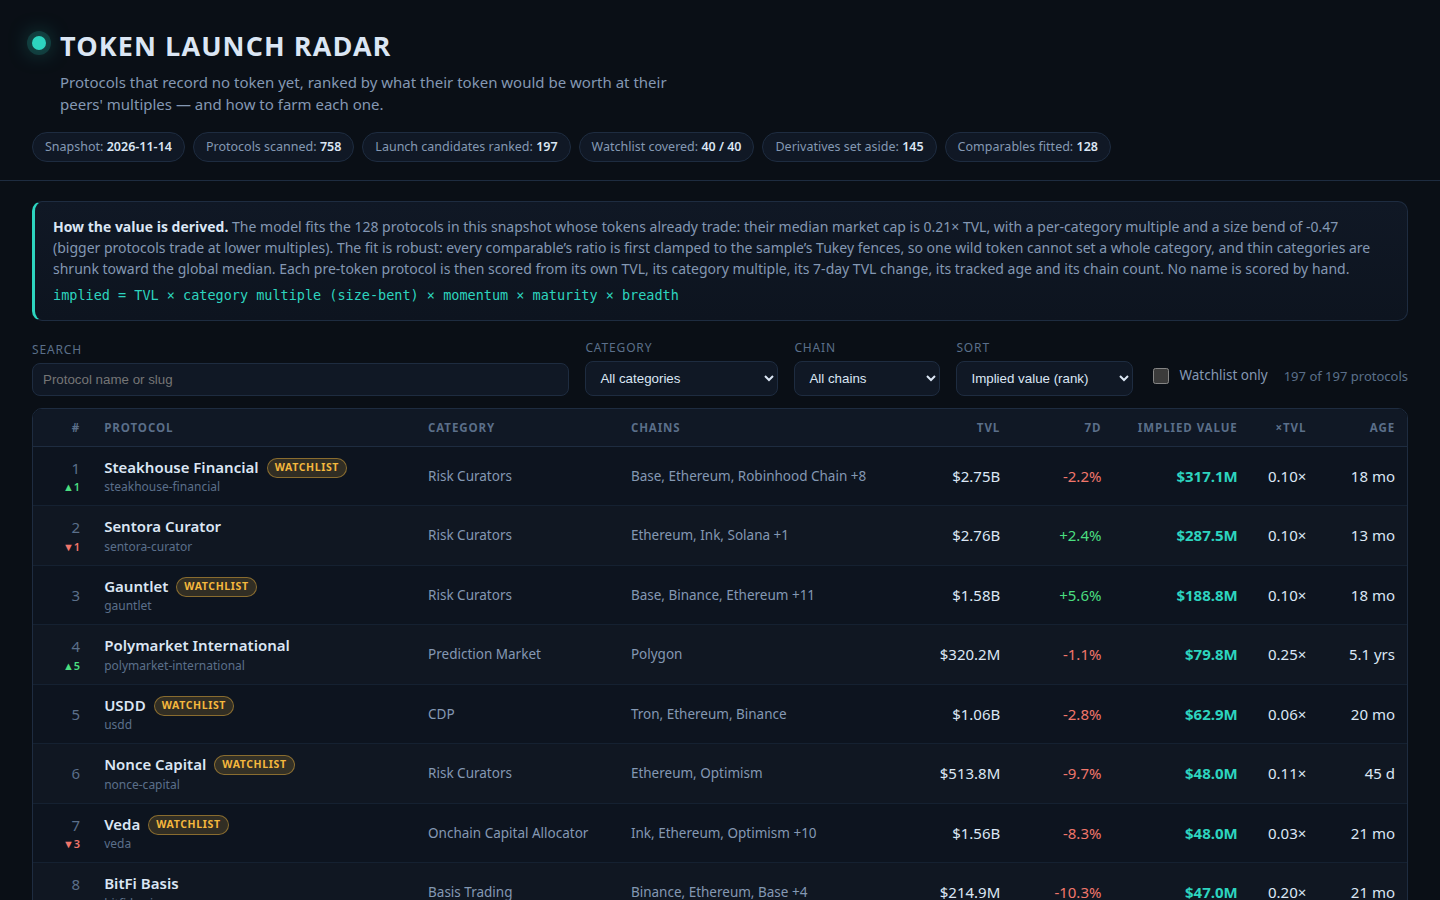 TOKEN LAUNCH RADAR
Protocols that record no token yet, ranked by what their token would be worth at their
peers' multiples — and how to farm each one.
Snapshot: 2026-11-14 Protocols scanned: 758 Launch candidates ranked: 197 Watchlist covered: 40 / 40 Derivatives set aside: 145 Comparables fitted: 128
How the value is derived. The model fits the 128 protocols in this snapshot whose tokens already trade: their median market cap is 0.21× TVL, with a per-category multiple and a size bend of -0.47
(bigger protocols trade at lower multiples). The fit is robust: every comparable’s ratio is first clamped to the sample’s Tukey fences, so one wild token cannot set a whole category, and thin categories are
shrunk toward the global median. Each pre-token protocol is then scored from its own TVL, its category multiple, its 7-day TVL change, its tracked age and its chain count. No name is scored by hand.
implied = TVL × category multiple (size-bent) × momentum × maturity × breadth
SEARCH CATEGORY CHAIN SORT
Protocol name or slug All categories All chains Implied value (rank) Watchlist only 197 of 197 protocols
# PROTOCOL CATEGORY CHAINS TVL 7D IMPLIED VALUE ×TVL AGE
1 Steakhouse Financial WATCHLIST Risk Curators Base, Ethereum, Robinhood Chain +8 $2.75B -2.2% $317.1M 0.10× 18 mo
▲1 steakhouse-financial
2 Sentora Curator Risk Curators Ethereum, Ink, Solana +1 $2.76B +2.4% $287.5M 0.10× 13 mo
▼1 sentora-curator
3 Gauntlet WATCHLIST Risk Curators Base, Binance, Ethereum +11 $1.58B +5.6% $188.8M 0.10× 18 mo
gauntlet
4 Polymarket International Prediction Market Polygon $320.2M -1.1% $79.8M 0.25× 5.1 yrs
▲5 polymarket-international
5 USDD WATCHLIST CDP Tron, Ethereum, Binance $1.06B -2.8% $62.9M 0.06× 20 mo
usdd
6 Nonce Capital WATCHLIST Risk Curators Ethereum, Optimism $513.8M -9.7% $48.0M 0.11× 45 d
nonce-capital
7 Veda WATCHLIST Onchain Capital Allocator Ink, Ethereum, Optimism +10 $1.56B -8.3% $48.0M 0.03× 21 mo
▼3 veda
8 BitFi Basis Basis Trading Binance, Ethereum, Base +4 $214.9M -10.3% $47.0M 0.20× 21 mo